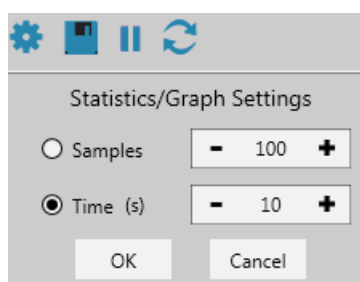 Statistics/Graph Settings
Samples - 100 +
Time (s) - 10 +
OK Cancel